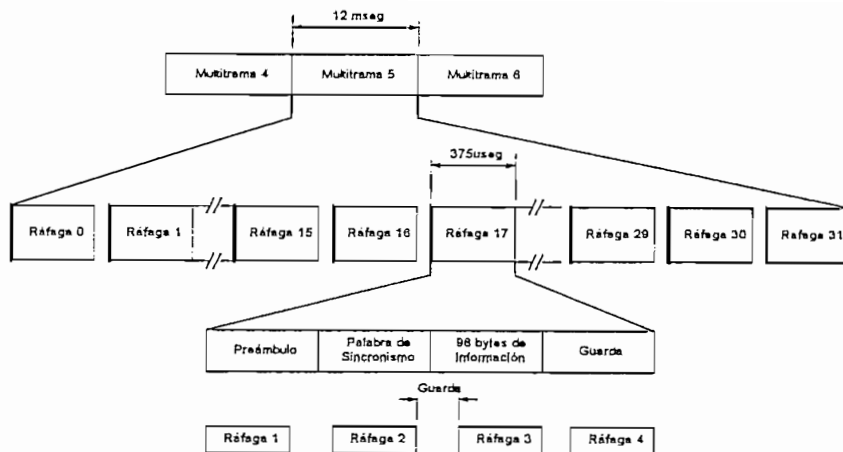 12 mseg
Multitrama 4 Multitrama 5 Multitrama 6
375useg
Ráfaga 0 Ráfaga 1 Ráfaga 15 Ráfaga 16 Ráfaga 17 Ráfaga 29 Ráfaga 30 Rafaga 31
Preámbulo Palabra de Sincronismo 96 bytes de Información Guarda
Guarda
Ráfaga 1 Ráfaga 2 Ráfaga 3 Ráfaga 4